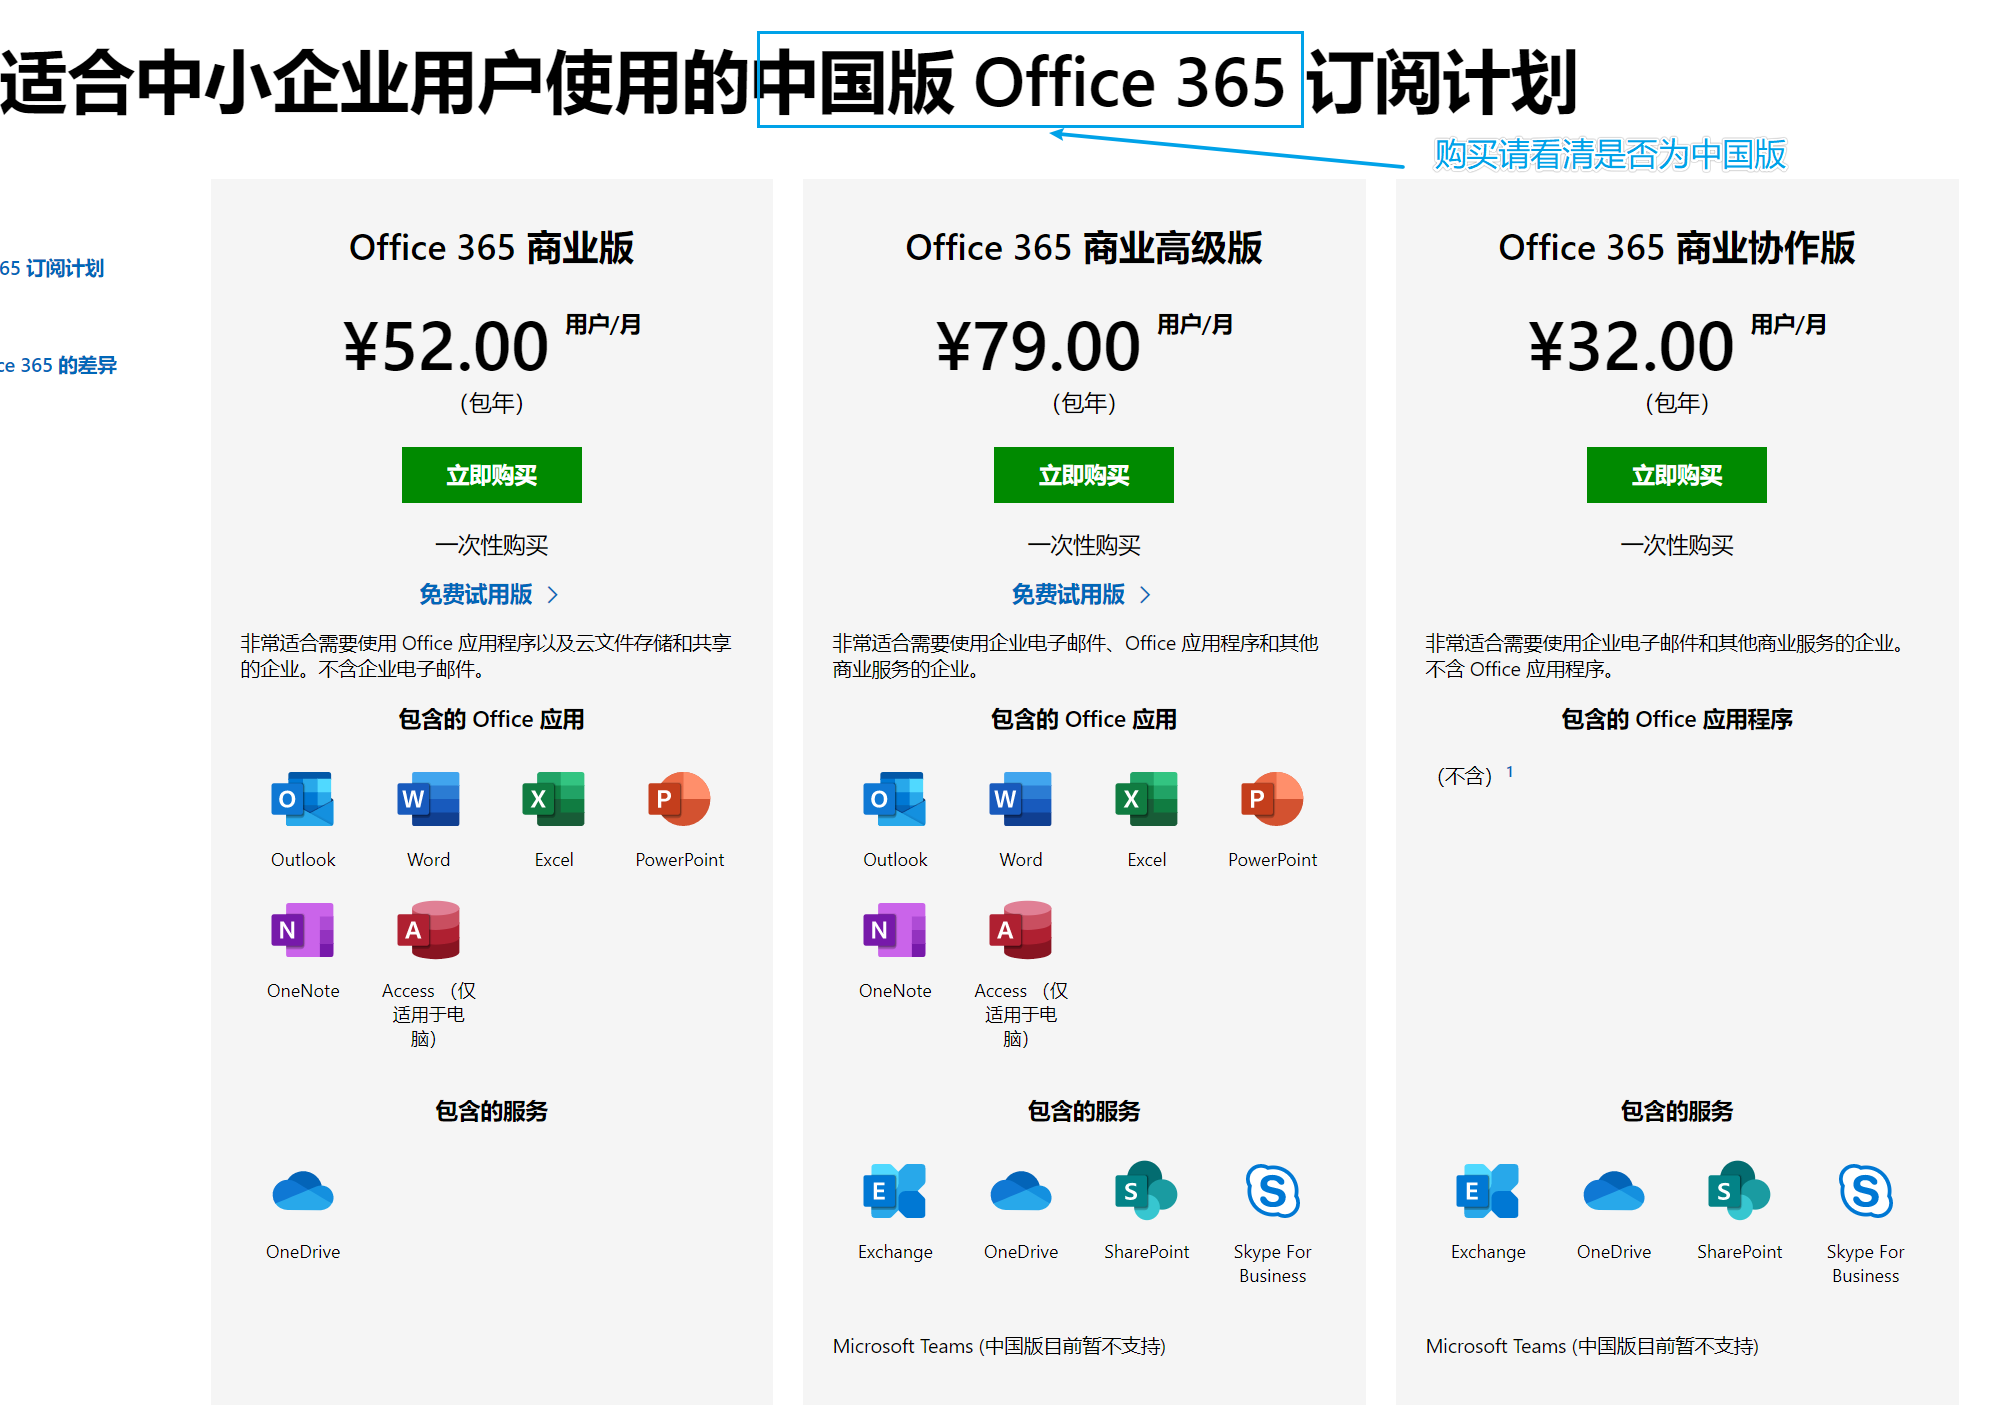 适合中小企业用户使用的中国版 Office 365 订阅计划
购买请看清是否为中国版
65 订阅计划
ce 365 的差异
Office 365 商业版
¥52.00 用户/月
(包年)
立即购买
一次性购买
免费试用版
非常适合需要使用 Office 应用程序以及云文件存储和共享
的企业。不含企业电子邮件。
包含的 Office 应用
O
W
X
P
Outlook
Word
Excel
PowerPoint
N
A
OneNote
Access （仅
适用于电
脑）
包含的服务
OneDrive
Office 365 商业高级版
¥79.00 用户/月
(包年)
立即购买
一次性购买
免费试用版
非常适合需要使用企业电子邮件、Office 应用程序和其他
商业服务的企业。
包含的 Office 应用
O
W
X
P
Outlook
Word
Excel
PowerPoint
N
A
OneNote
Access （仅
适用于电
脑）
包含的服务
E
S
S
Exchange
OneDrive
SharePoint
Skype For
Business
Microsoft Teams (中国版目前暂不支持)
Office 365 商业协作版
¥32.00 用户/月
(包年)
立即购买
一次性购买
非常适合需要使用企业电子邮件和其他商业服务的企业。
不含 Office 应用程序。
包含的 Office 应用程序
(不含) 1
包含的服务
E
S
S
Exchange
OneDrive
SharePoint
Skype For
Business
Microsoft Teams (中国版目前暂不支持)